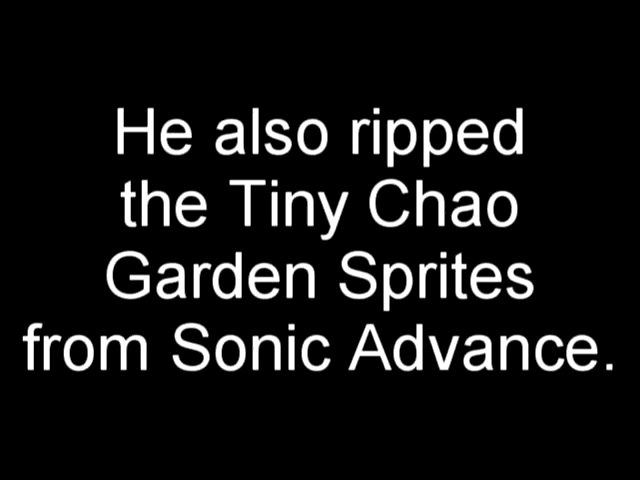 He also ripped
the Tiny Chao
Garden Sprites
from Sonic Advance.